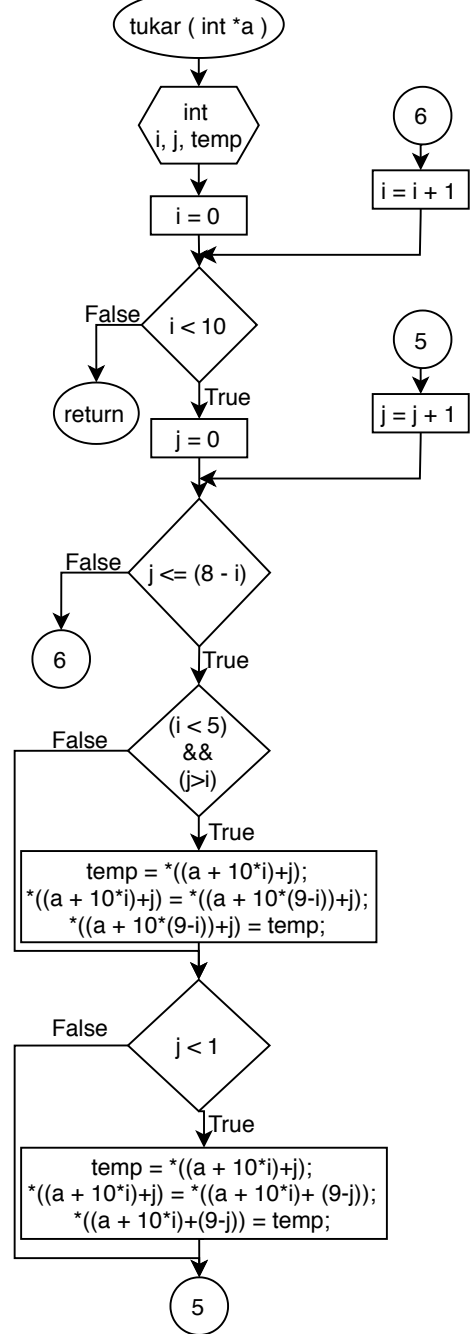 tukar ( int *a )
int
i, j, temp
6
i = i + 1
i = 0
False
i < 10
5
return
True
j = j + 1
j = 0
False
j <= (8 - i)
6
True
False
(i < 5)
&&
(j>i)
True
temp = *((a + 10*i)+j);
*((a + 10*i)+j) = *((a + 10*(9-i))+j);
*((a + 10*(9-i))+j) = temp;
False
j < 1
True
temp = *((a + 10*i)+j);
*((a + 10*i)+j) = *((a + 10*i)+ (9-j));
*((a + 10*i)+(9-j)) = temp;
5